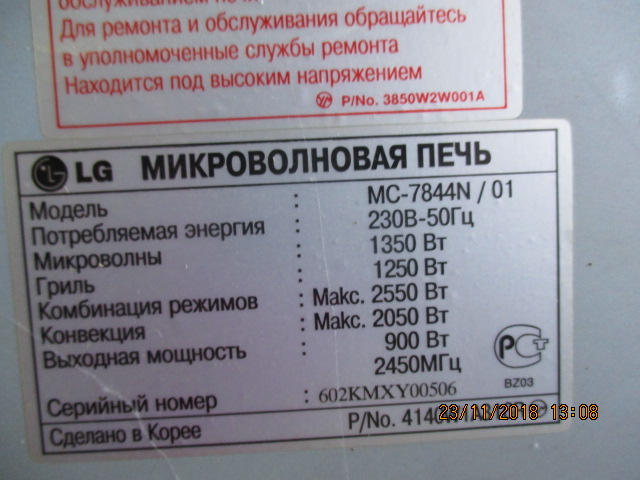 Для ремонта и обслуживания обращайтесь
в уполномоченные службы ремонта
Находится под высоким напряжением
P/No. 3850W2W001A
LG МИКРОВОЛНОВАЯ ПЕЧЬ
Модель : MC-7844N / 01
Потребляемая энергия : 230В-50Гц
Микроволны 1350 Вт
Гриль : 1250 Вт
Комбинация режимов : Макс. 2550 Вт
Конвекция : Макс. 2050 Вт
Выходная мощность : 900 Вт
2450МГц
РСТ
BZ03
Серийный номер : 602KMXY00506
Сделано в Корее P/No.
23/11/2018 13:08